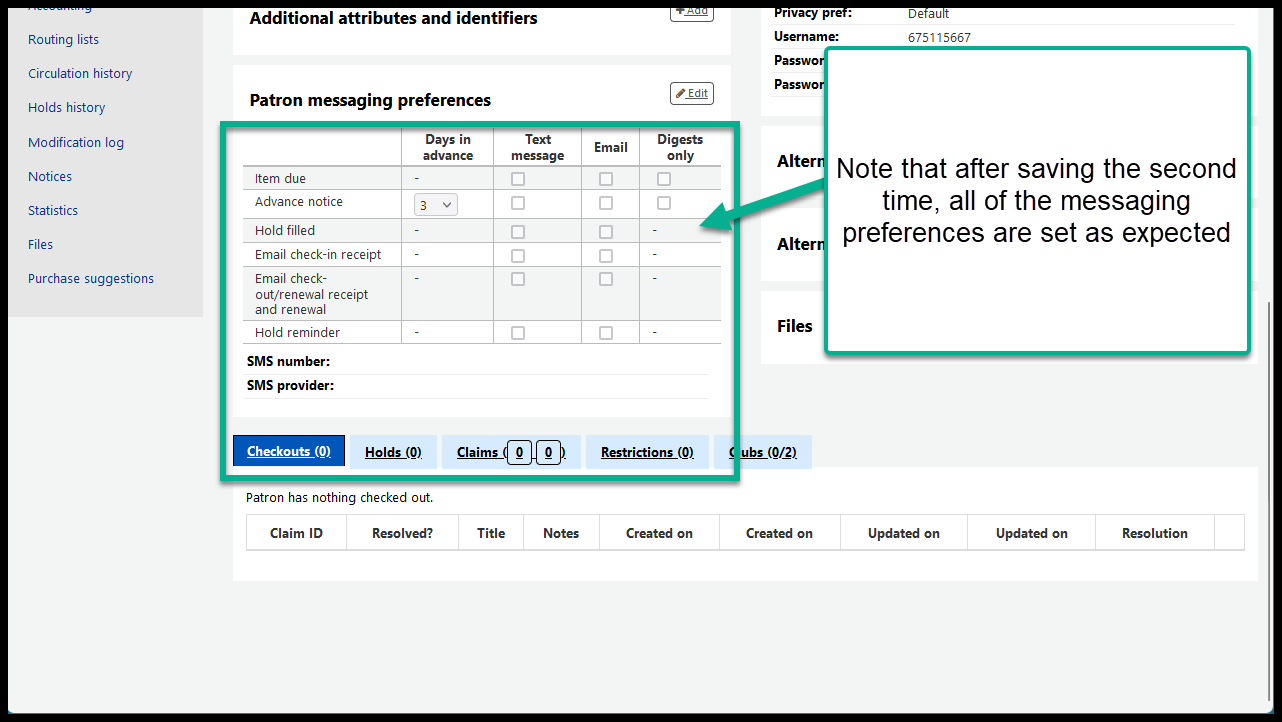 Accounting
Routing lists
Circulation history
Holds history
Modification log
Notices
Statistics
Files
Purchase suggestions
Additional attributes and identifiers
Add
Patron messaging preferences
Edit
Days in advance Text message Email Digests only
Item due -
Advance notice 3
Hold filled - -
Email check-in receipt - -
Email check-
out/renewal receipt
and renewal - -
Hold reminder - -
SMS number:
SMS provider:
Privacy pref: Default
Username: 675115667
Files
Note that after saving the second
time, all of the messaging
preferences are set as expected
Checkouts (0) Holds (0) Claims ( 0 0 ) Restrictions (0) Clubs (0/2)
Patron has nothing checked out.
Claim ID Resolved? Title Notes Created on Created on Updated on Updated on Resolution